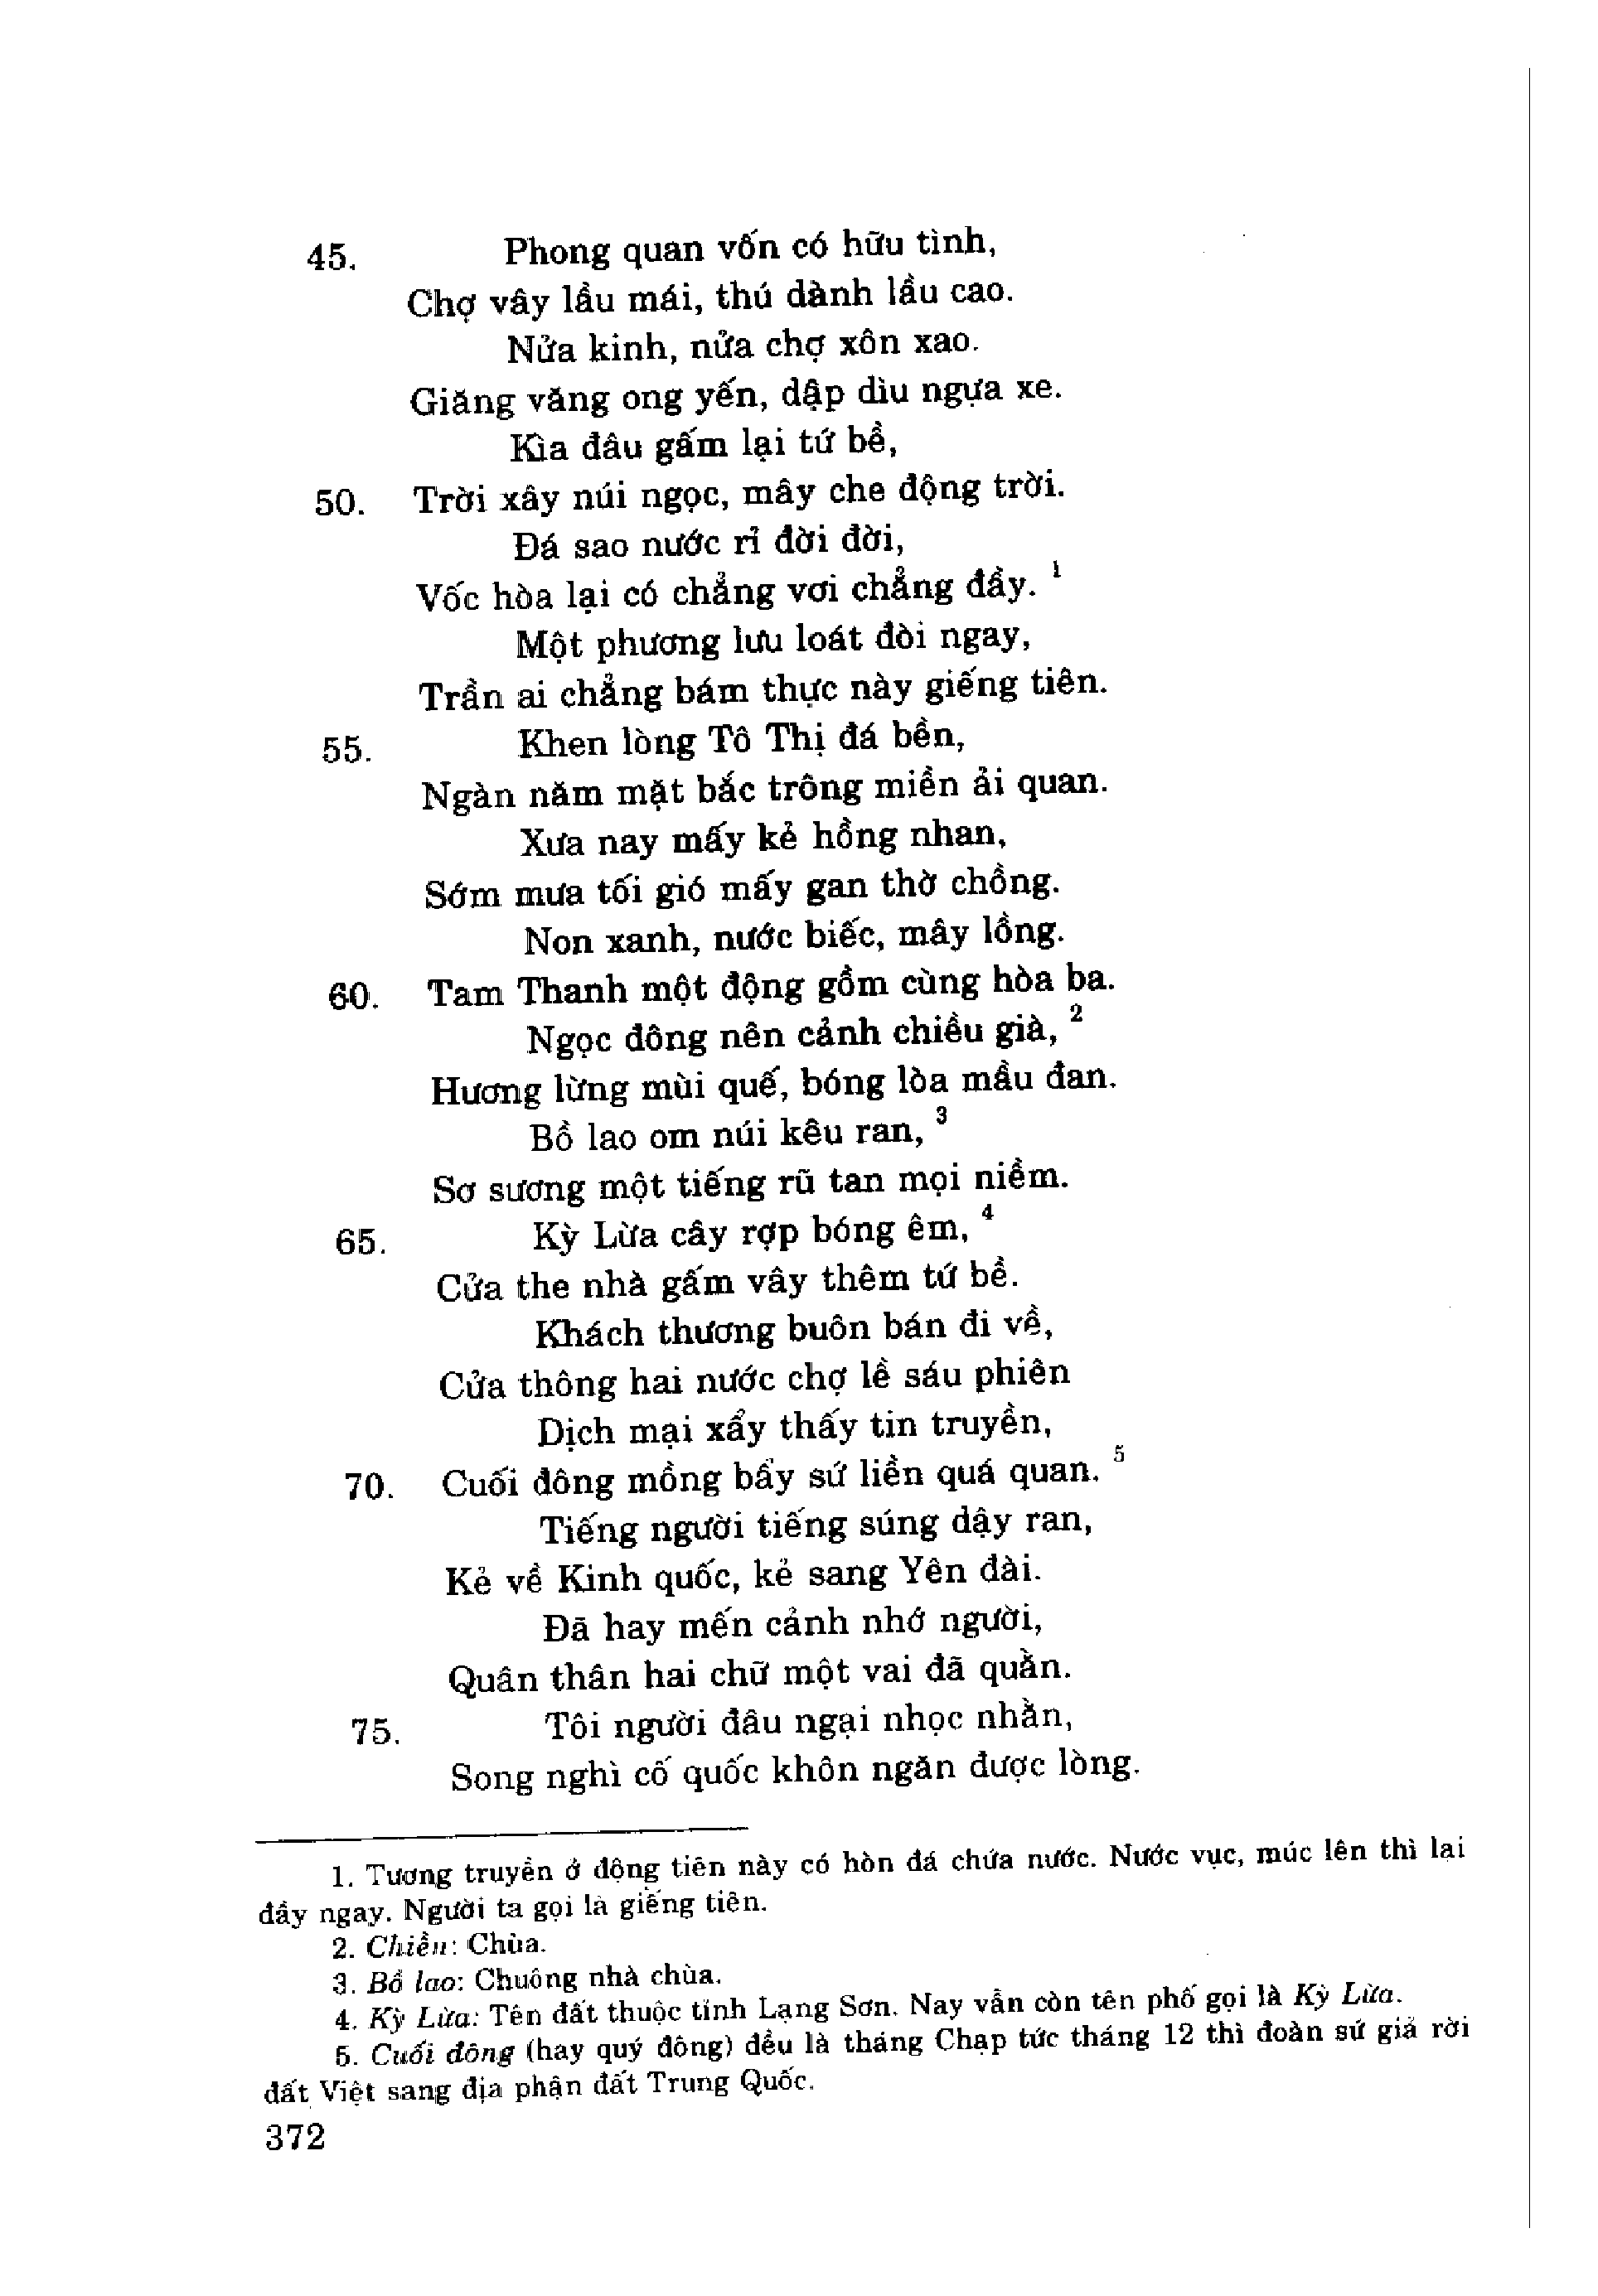 45. Phong quan vốn có hữu tình,
Chợ vây lầu mái, thú dành lầu cao.
Nửa kinh, nửa chợ xôn xao.
Giăng văng ong yến, dập dìu ngựa xe.
Kìa đâu gấm lại tứ bề,
50. Trời xây núi ngọc, mây che động trời.
Đá sao nước rỉ đời đời,
Vốc hòa lại có chẳng vơi chẳng đầy. 1
Một phương lưu loát đòi ngay,
Trần ai chẳng bám thực này giếng tiên.
55. Khen lòng Tô Thị đá bền,
Ngàn năm mặt bắc trông miền ải quan.
Xưa nay mấy kẻ hồng nhan,
Sớm mưa tối gió mấy gan thờ chồng.
Non xanh, nước biếc, mây lồng.
60. Tam Thanh một động gồm cùng hòa ba.
Ngọc đông nên cảnh chiều già, 2
Hương lừng mùi quế, bóng lòa mầu đan.
Bồ lao om núi kêu ran, 3
Sơ sương một tiếng rũ tan mọi niềm.
65. Kỳ Lừa cây rợp bóng êm, 4
Cửa the nhà gấm vây thêm tứ bề.
Khách thương buôn bán đi về,
Cửa thông hai nước chợ lề sáu phiên
Dịch mại xẩy thấy tin truyền,
70. Cuối đông mồng bẩy sứ liền quá quan. 5
Tiếng người tiếng súng dậy ran,
Kẻ về Kinh quốc, kẻ sang Yên đài.
Đã hay mến cảnh nhớ người,
Quân thân hai chữ một vai đã quằn.
75. Tôi người đâu ngại nhọc nhằn,
Song nghì cố quốc khôn ngăn được lòng.
1. Tương truyền ở động tiên này có hòn đá chứa nước. Nước vục, múc lên thì lại
đầy ngay. Người ta gọi là giếng tiên.
2. Chiền: Chùa.
3. Bồ lao: Chuông nhà chùa.
4. Kỳ Lừa: Tên đất thuộc tỉnh Lạng Sơn. Nay vẫn còn tên phố gọi là Kỳ Lừa.
5. Cuối đông (hay quý đông) đều là tháng Chạp tức tháng 12 thì đoàn sứ giả rời
đất Việt sang địa phận đất Trung Quốc.
372